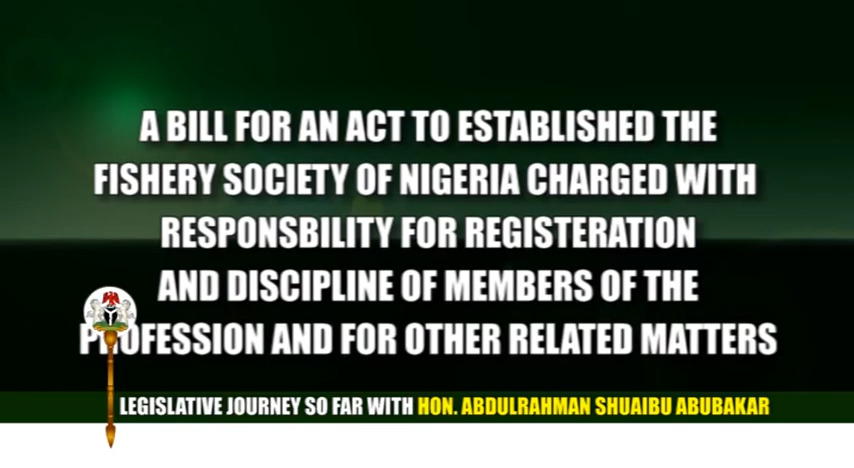 A BILL FOR AN ACT TO ESTABLISHED THE
FISHERY SOCIETY OF NIGERIA CHARGED WITH
RESPONSBILITY FOR REGISTERATION
AND DISCIPLINE OF MEMBERS OF THE
PROFESSION AND FOR OTHER RELATED MATTERS
LEGISLATIVE JOURNEY SO FAR WITH HON. ABDULRAHMAN SHUAIBU ABUBAKAR